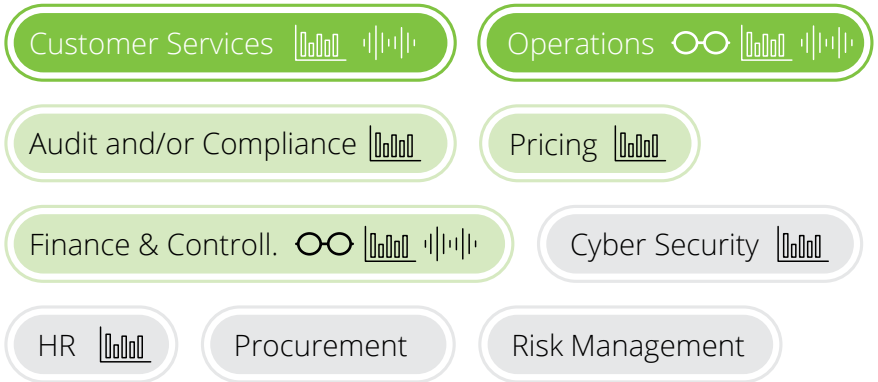 Customer Services
Operations
Audit and/or Compliance
Pricing
Finance & Controll.
Cyber Security
HR
Procurement
Risk Management